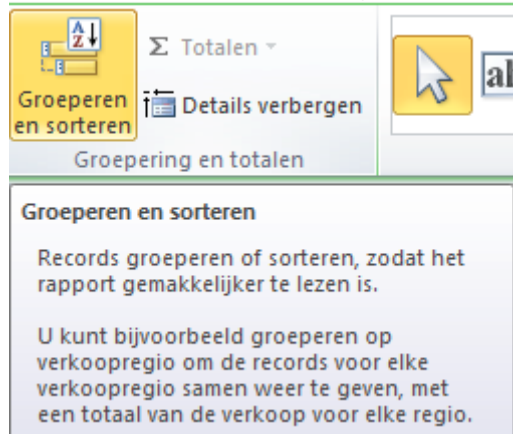 A
Z
Σ Totalen
Groeperen
en sorteren
Details verbergen
Groepering en totalen
Groeperen en sorteren
Records groeperen of sorteren, zodat het
rapport gemakkelijker te lezen is.
U kunt bijvoorbeeld groeperen op
verkoopregio om de records voor elke
verkoopregio samen weer te geven, met
een totaal van de verkoop voor elke regio.